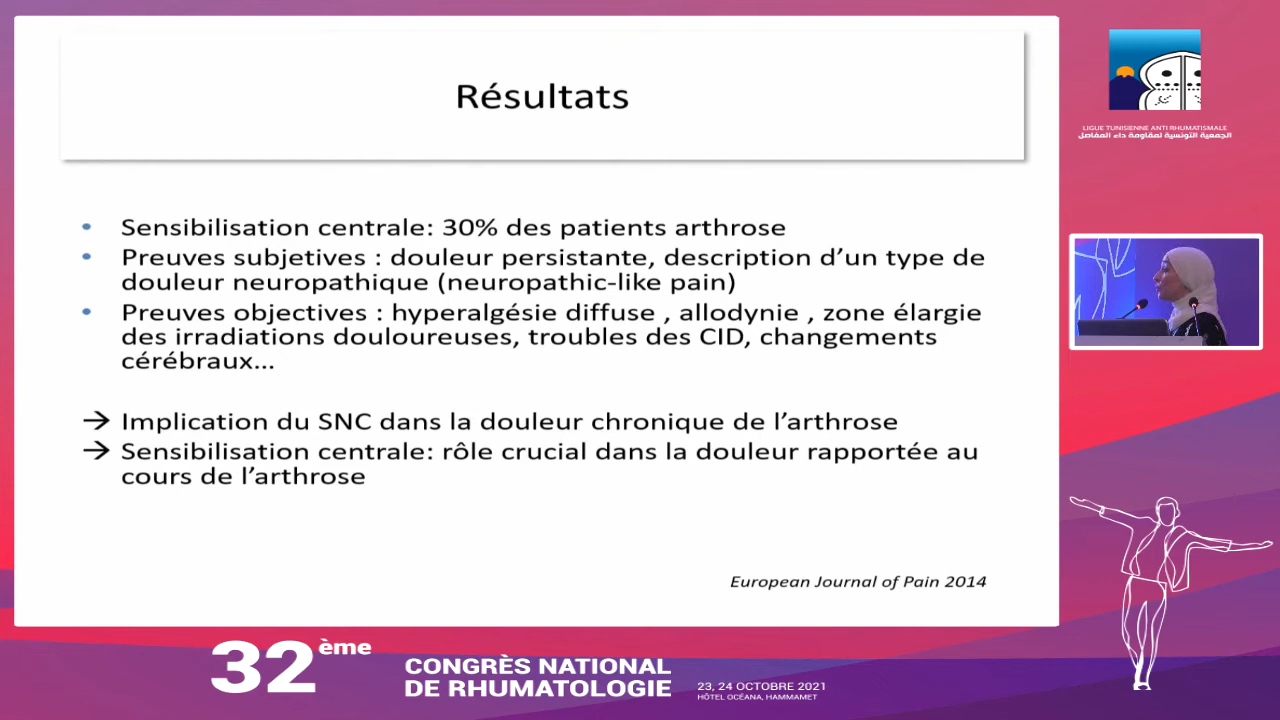 Résultats
• Sensibilisation centrale: 30% des patients arthrose
• Preuves subjetives : douleur persistante, description d’un type de
douleur neuropathique (neuropathic-like pain)
• Preuves objectives : hyperalgésie diffuse , allodynie , zone élargie
des irradiations douloureuses, troubles des CID, changements
cérébraux...
→ Implication du SNC dans la douleur chronique de l’arthrose
→ Sensibilisation centrale: rôle crucial dans la douleur rapportée au
cours de l’arthrose
European Journal of Pain 2014
LIGUE TUNISIENNE ANTI RHUMATISMALE
الجمعية التونسية لمقاومة داء المفاصل
32ème
CONGRÈS NATIONAL
DE RHUMATOLOGIE
23, 24 OCTOBRE 2021
HÔTEL OCÉANA, HAMMAMET